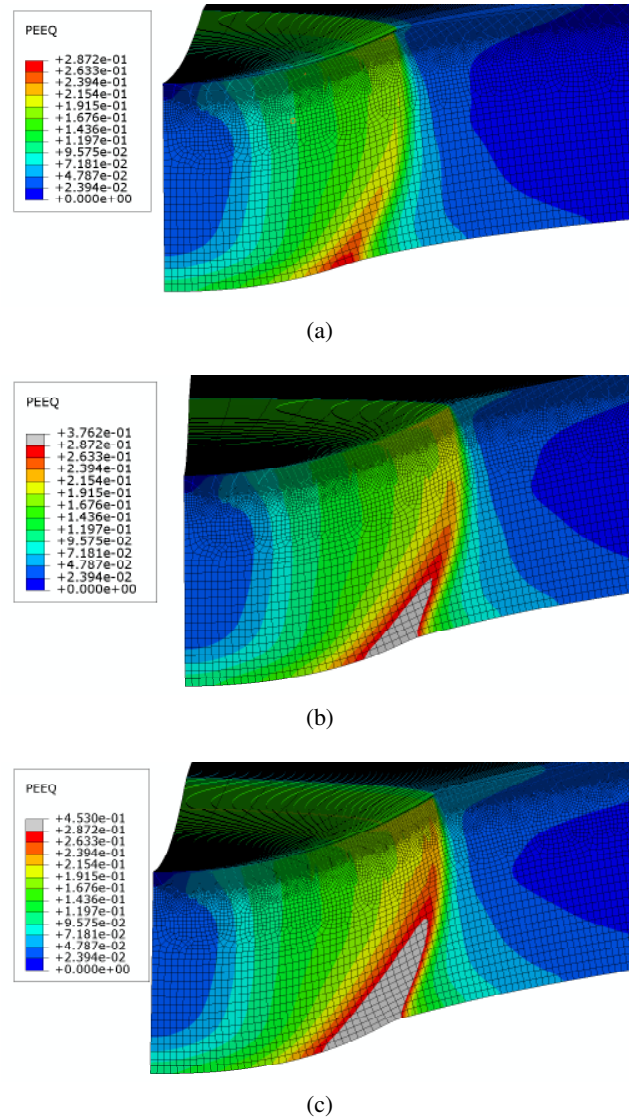 PEEQ
+2.872e-01
+2.633e-01
+2.394e-01
+2.154e-01
+1.915e-01
+1.676e-01
+1.436e-01
+1.197e-01
+9.575e-02
+7.181e-02
+4.787e-02
+2.394e-02
+0.000e+00
(a)
PEEQ
+3.762e-01
+2.872e-01
+2.633e-01
+2.394e-01
+2.154e-01
+1.915e-01
+1.676e-01
+1.436e-01
+1.197e-01
+9.575e-02
+7.181e-02
+4.787e-02
+2.394e-02
+0.000e+00
(b)
PEEQ
+4.530e-01
+2.872e-01
+2.633e-01
+2.394e-01
+2.154e-01
+1.915e-01
+1.676e-01
+1.436e-01
+1.197e-01
+9.575e-02
+7.181e-02
+4.787e-02
+2.394e-02
+0.000e+00
(c)